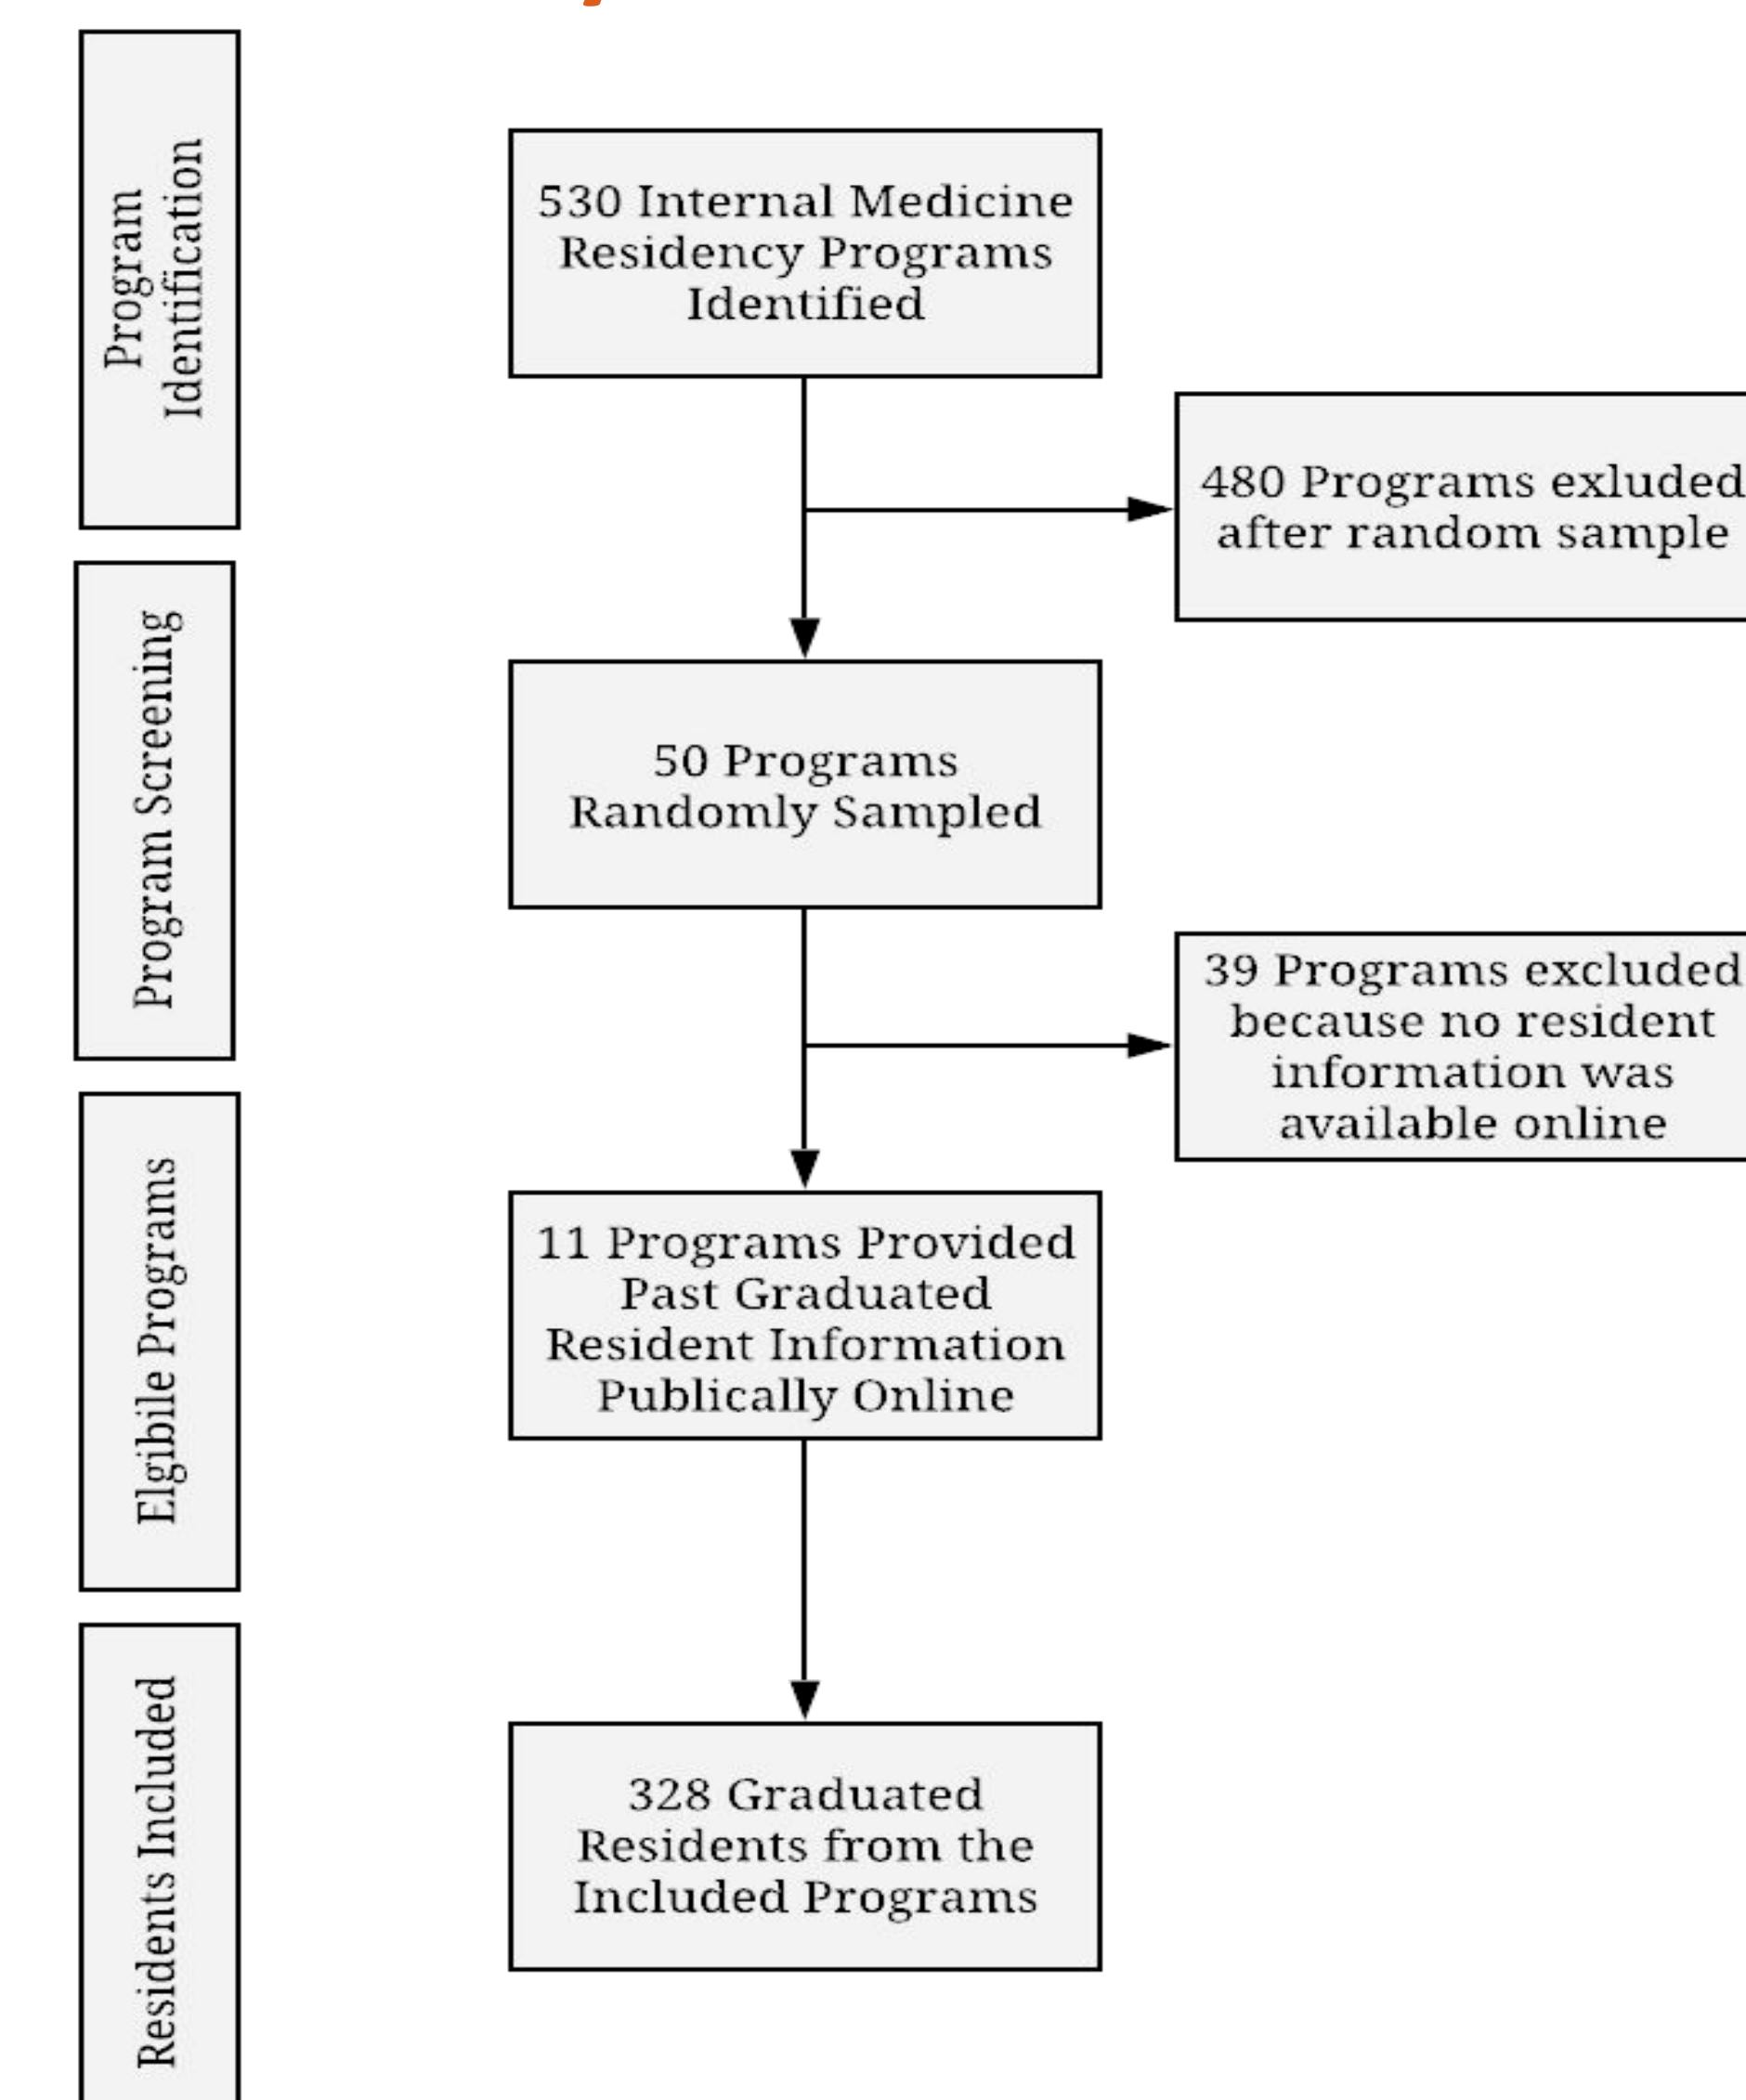 Program
Identification
530 Internal Medicine
Residency Programs
Identified
480 Programs exluded
after random sample
Program Screening
50 Programs
Randomly Sampled
39 Programs excluded
because no resident
information was
available online
Elgibile Programs
11 Programs Provided
Past Graduated
Resident Information
Publically Online
Residents Included
328 Graduated
Residents from the
Included Programs